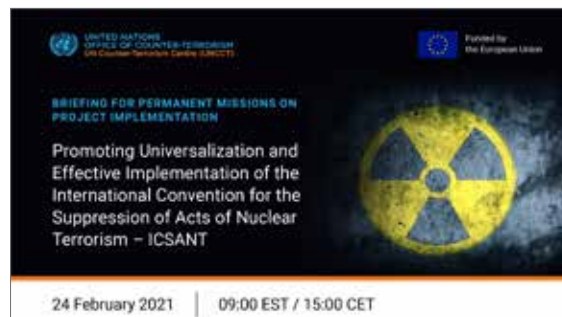 UNITED NATIONS
OFFICE OF COUNTER-TERRORISM
UN Counter-Terrorism Centre (UNCCT)
Funded by
the European Union
BRIEFING FOR PERMANENT MISSIONS ON
PROJECT IMPLEMENTATION
Promoting Universalization and
Effective Implementation of the
International Convention for the
Suppression of Acts of Nuclear
Terrorism – ICSANT
24 February 2021 | 09:00 EST / 15:00 CET